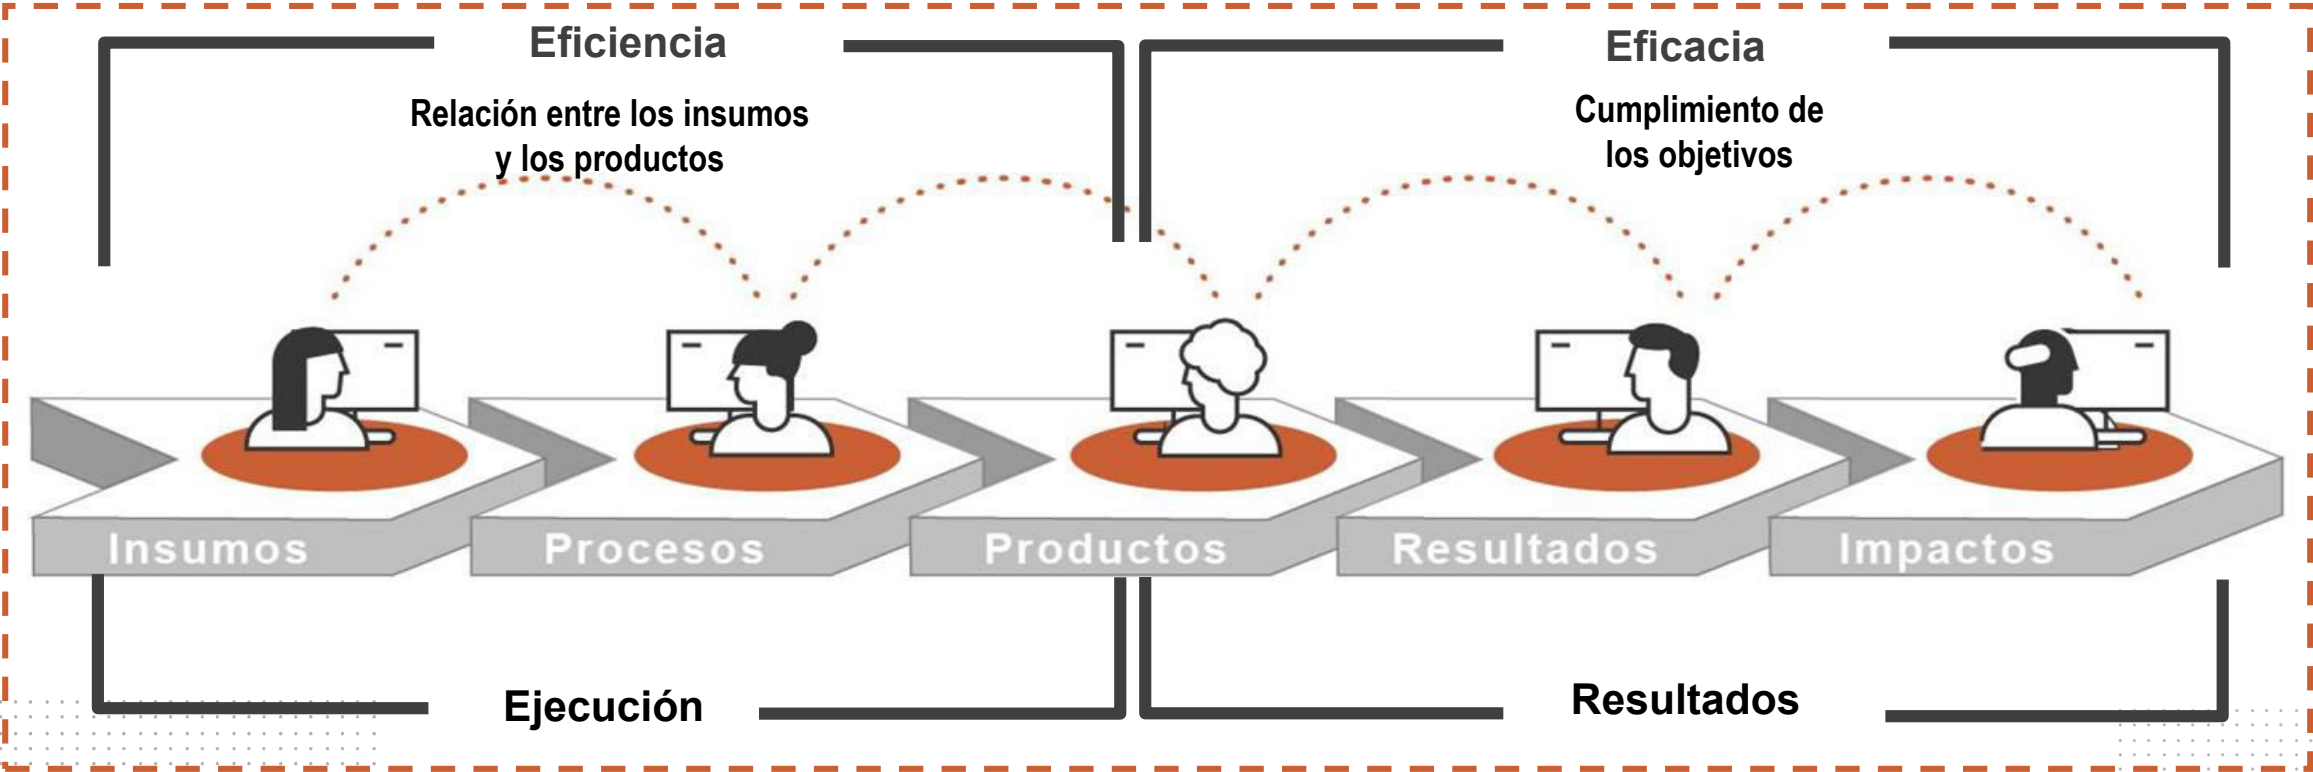 Eficiencia
Relación entre los insumos
y los productos
Eficacia
Cumplimiento de
los objetivos
Insumos
Procesos
Productos
Resultados
Impactos
Ejecución
Resultados